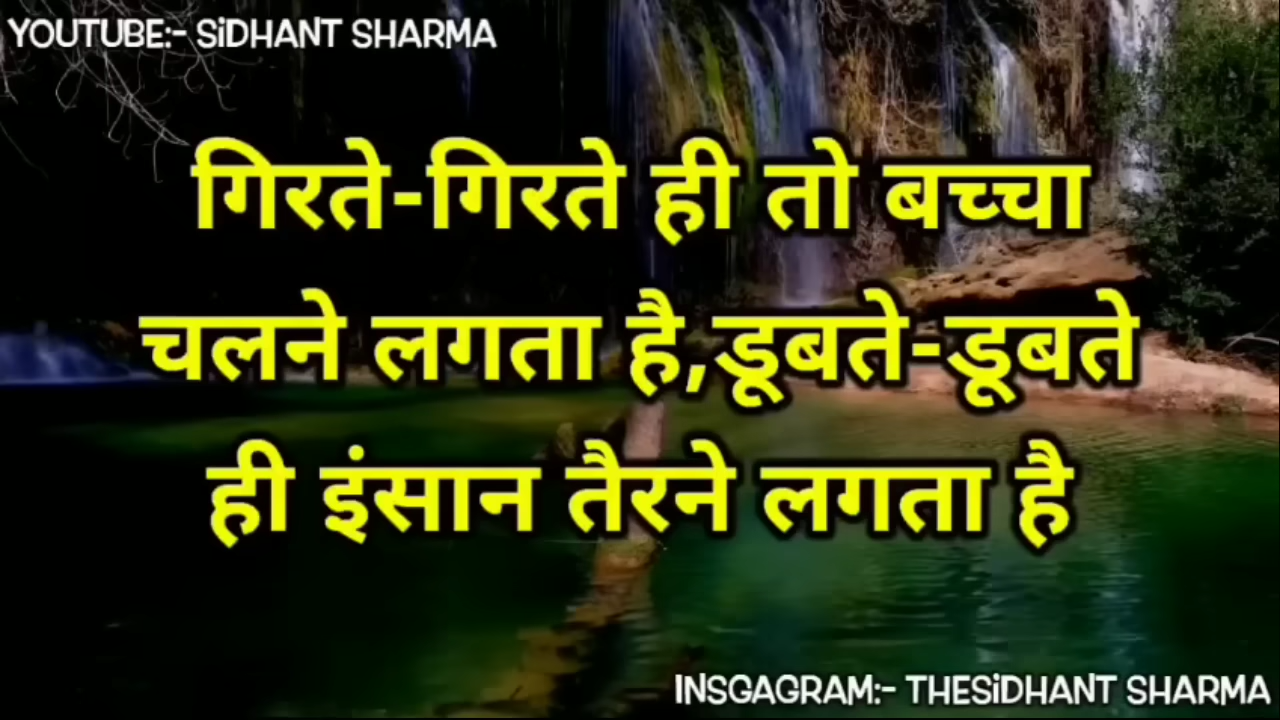 YOUTUBE:- SiDHANT SHARMA
गिरते-गिरते ही तो बच्चा
चलने लगता है,डूबते-डूबते
ही इंसान तैरने लगता है
INSGAGRAM:- THESiDHANT SHARMA